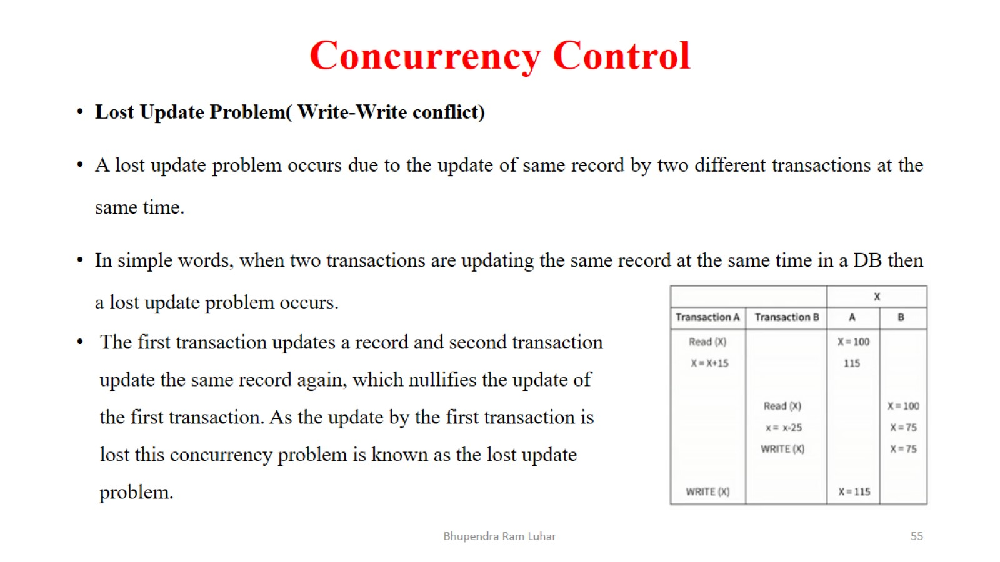 Concurrency Control
• Lost Update Problem( Write-Write conflict)
• A lost update problem occurs due to the update of same record by two different transactions at the
same time.
• In simple words, when two transactions are updating the same record at the same time in a DB then
a lost update problem occurs.
• The first transaction updates a record and second transaction
update the same record again, which nullifies the update of
the first transaction. As the update by the first transaction is
lost this concurrency problem is known as the lost update
problem.
X
Transaction A Transaction B A B
Read (X) X = 100
X = X+15 115
Read (X) X = 100
x = x-25 X = 75
WRITE (X) X = 75
WRITE (X) X = 115
Bhupendra Ram Luhar 55